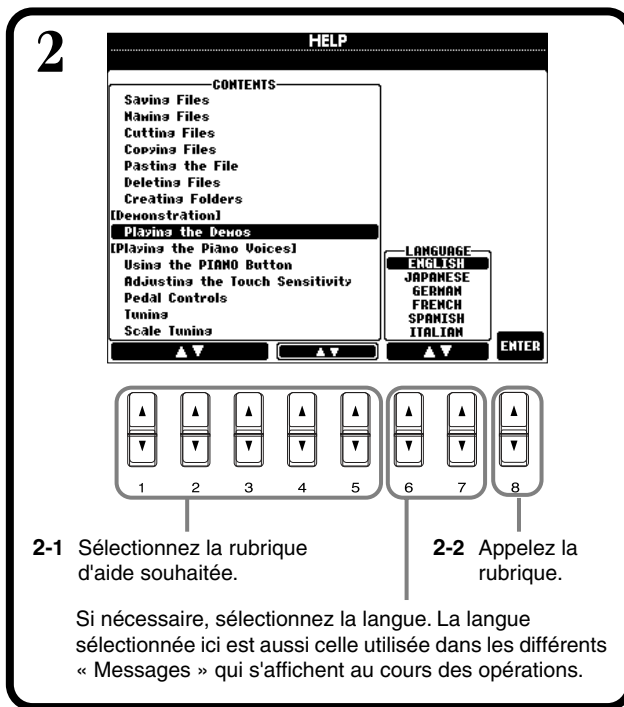 2
HELP
CONTENTS
Saving Files
Naming Files
Cutting Files
Copying Files
Pasting the File
Deleting Files
Creating Folders
[Demonstration]
Playing the Demos
[Playing the Piano Voices]
Using the PIANO Button
Adjusting the Touch Sensitivity
Pedal Controls
Tuning
Scale Tuning
LANGUAGE
ENGLISH
JAPANESE
GERMAN
FRENCH
SPANISH
ITALIAN
ENTER
1 2 3 4 5 6 7 8
2-1 Sélectionnez la rubrique
d'aide souhaitée.
2-2 Appelez la
rubrique.
Si nécessaire, sélectionnez la langue. La langue
sélectionnée ici est aussi celle utilisée dans les différents
« Messages » qui s'affichent au cours des opérations.